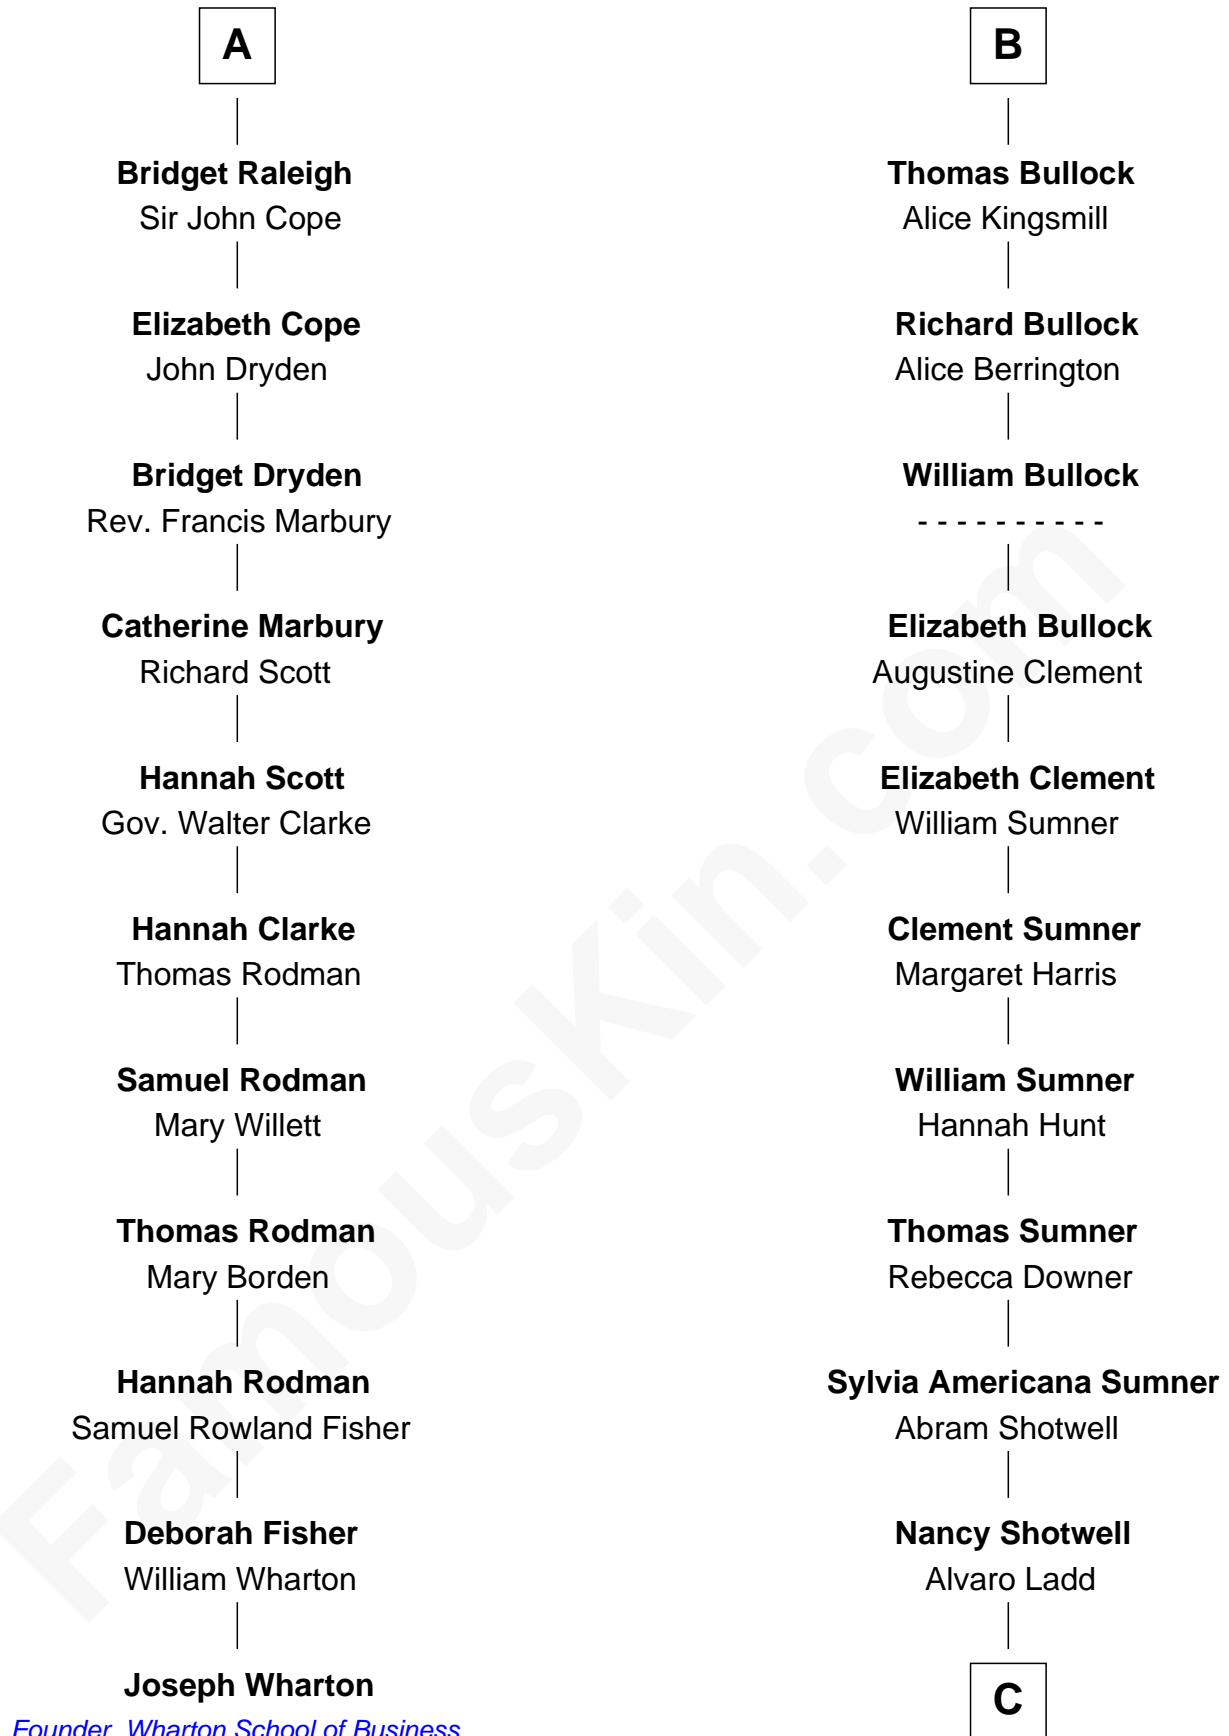 A
Bridget Raleigh
Sir John Cope
Elizabeth Cope
John Dryden
Bridget Dryden
Rev. Francis Marbury
Catherine Marbury
Richard Scott
Hannah Scott
Gov. Walter Clarke
Hannah Clarke
Thomas Rodman
Samuel Rodman
Mary Willett
Thomas Rodman
Mary Borden
Hannah Rodman
Samuel Rowland Fisher
Deborah Fisher
William Wharton
Joseph Wharton
Founder, Wharton School of Business
B
Thomas Bullock
Alice Kingsmill
Richard Bullock
Alice Berrington
William Bullock
- - - - - - - - - -
Elizabeth Bullock
Augustine Clement
Elizabeth Clement
William Sumner
Clement Sumner
Margaret Harris
William Sumner
Hannah Hunt
Thomas Sumner
Rebecca Downer
Sylvia Americana Sumner
Abram Shotwell
Nancy Shotwell
Alvaro Ladd
C
FamousKin.com